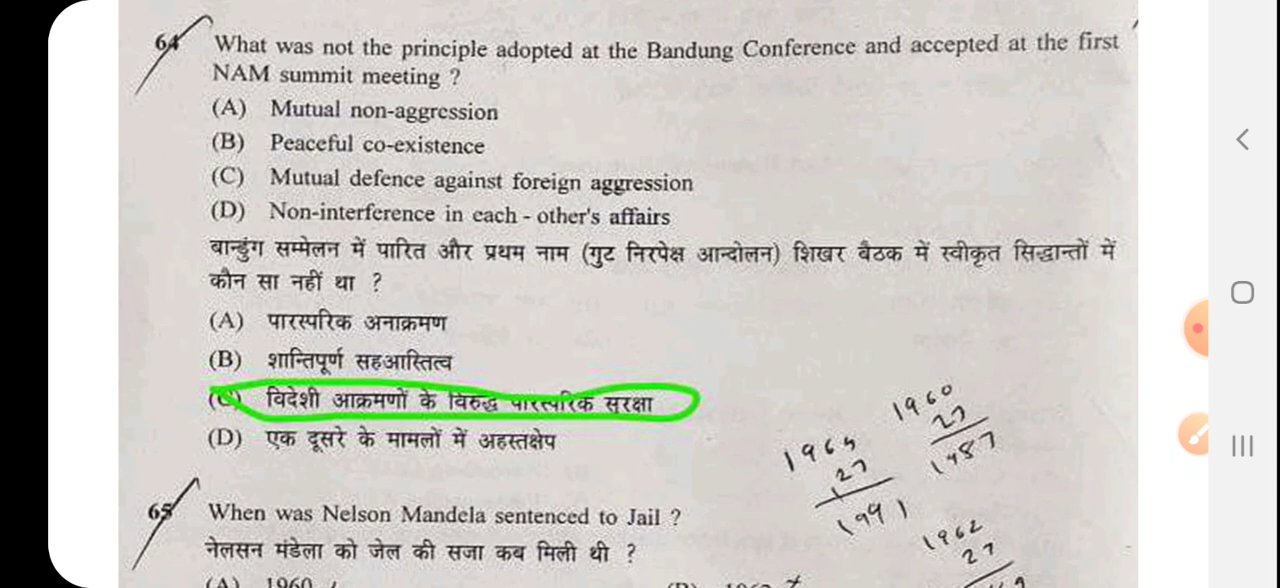 64 What was not the principle adopted at the Bandung Conference and accepted at the first
NAM summit meeting ?
(A) Mutual non-aggression
(B) Peaceful co-existence
(C) Mutual defence against foreign aggression
(D) Non-interference in each - other's affairs
बान्डुंग सम्मेलन में पारित और प्रथम नाम (गुट निरपेक्ष आन्दोलन) शिखर बैठक में स्वीकृत सिद्धान्तों में
कौन सा नहीं था ?
(A) पारस्परिक अनाक्रमण
(B) शान्तिपूर्ण सहआस्तित्व
(C) विदेशी आक्रमणों के विरुद्ध पारस्परिक सुरक्षा
(D) एक दूसरे के मामलों में अहस्तक्षेप
1960
27
1987
1964
27
1991
65 When was Nelson Mandela sentenced to Jail ?
नेलसन मंडेला को जेल की सजा कब मिली थी ?
1962
27
(A) 1960